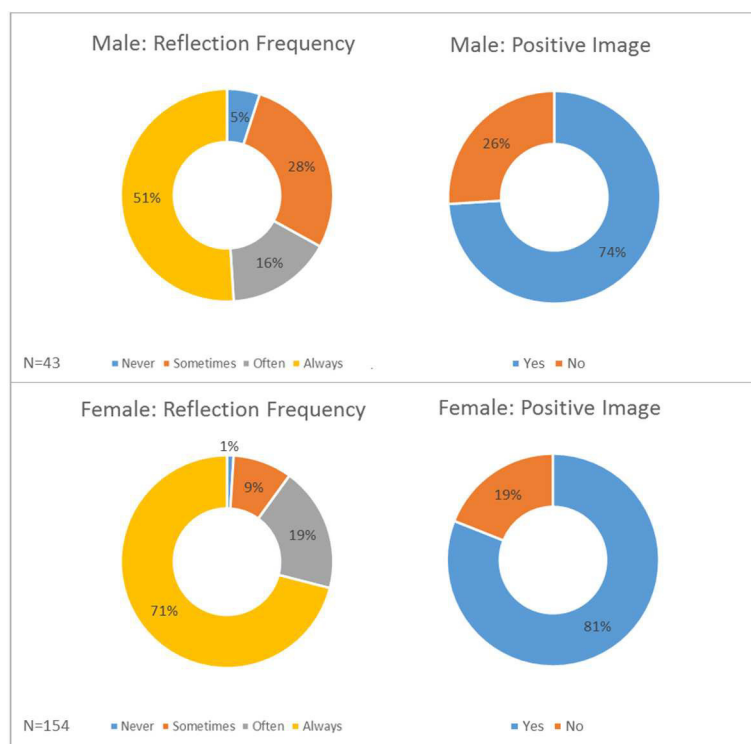 Male: Reflection Frequency
5%
28%
16%
51%
N=43
Never Sometimes Often Always
Male: Positive Image
26%
74%
Yes No
Female: Reflection Frequency
1%
9%
19%
71%
N=154
Never Sometimes Often Always
Female: Positive Image
19%
81%
Yes No